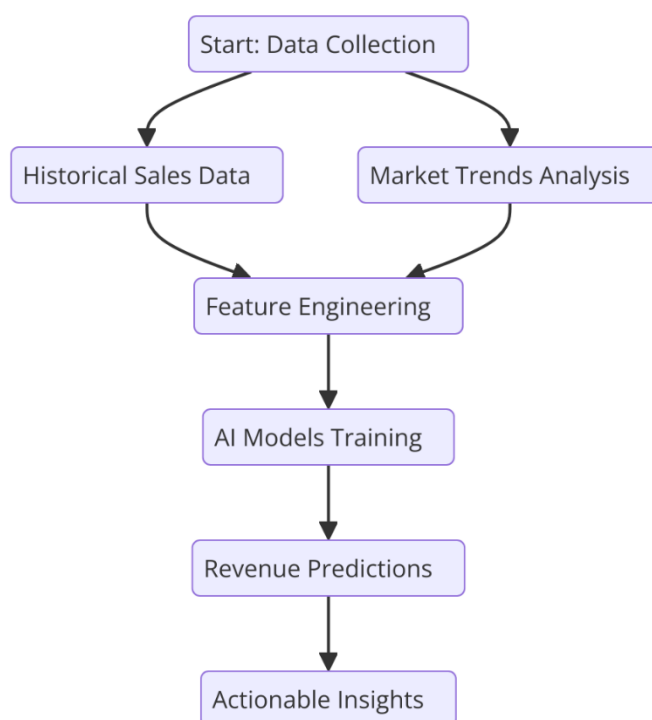 Start: Data Collection
Historical Sales Data
Market Trends Analysis
Feature Engineering
AI Models Training
Revenue Predictions
Actionable Insights